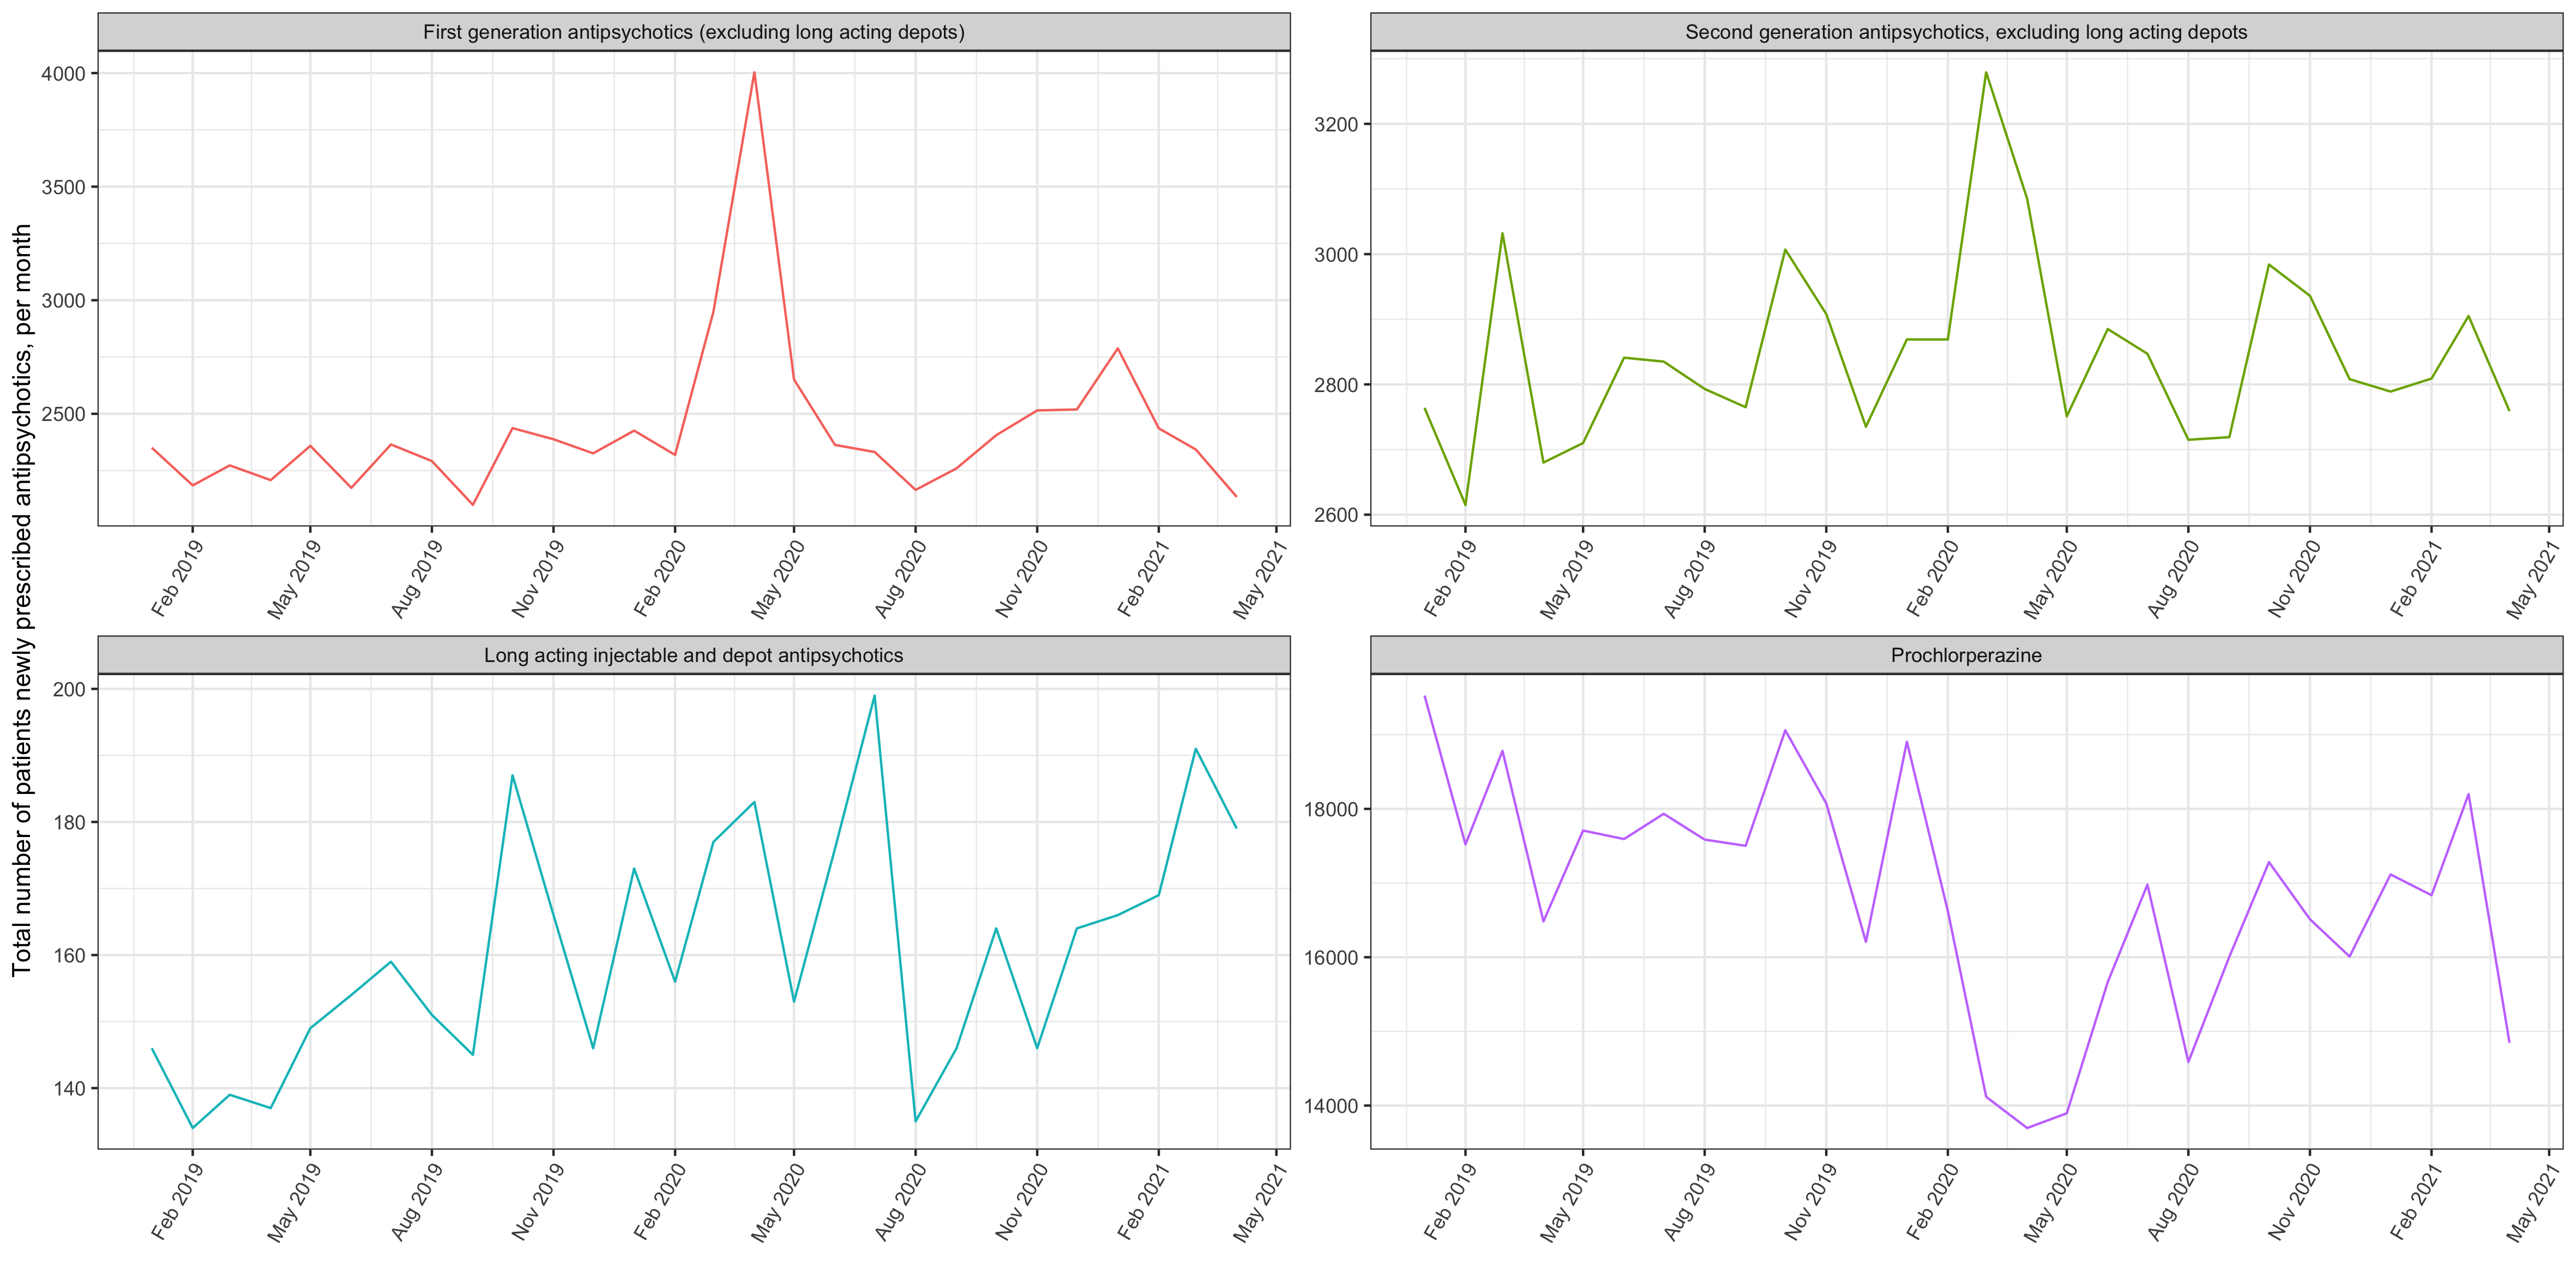 Total number of patients newly prescribed antipsychotics, per month
First generation antipsychotics (excluding long acting depots)
4000
3500
3000
2500
Feb 2019
May 2019
Aug 2019
Nov 2019
Feb 2020
May 2020
Aug 2020
Nov 2020
Feb 2021
May 2021
Second generation antipsychotics, excluding long acting depots
3200
3000
2800
2600
Feb 2019
May 2019
Aug 2019
Nov 2019
Feb 2020
May 2020
Aug 2020
Nov 2020
Feb 2021
May 2021
Long acting injectable and depot antipsychotics
200
180
160
140
Feb 2019
May 2019
Aug 2019
Nov 2019
Feb 2020
May 2020
Aug 2020
Nov 2020
Feb 2021
May 2021
Prochlorperazine
18000
16000
14000
Feb 2019
May 2019
Aug 2019
Nov 2019
Feb 2020
May 2020
Aug 2020
Nov 2020
Feb 2021
May 2021